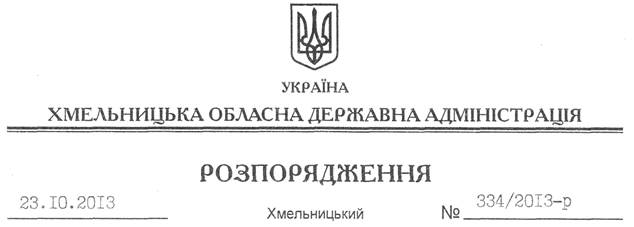 УКРАЇНА
ХМЕЛЬНИЦЬКА ОБЛАСНА ДЕРЖАВНА АДМІНІСТРАЦІЯ
РОЗПОРЯДЖЕННЯ
23.10.2013 Хмельницький № 334/2013-р